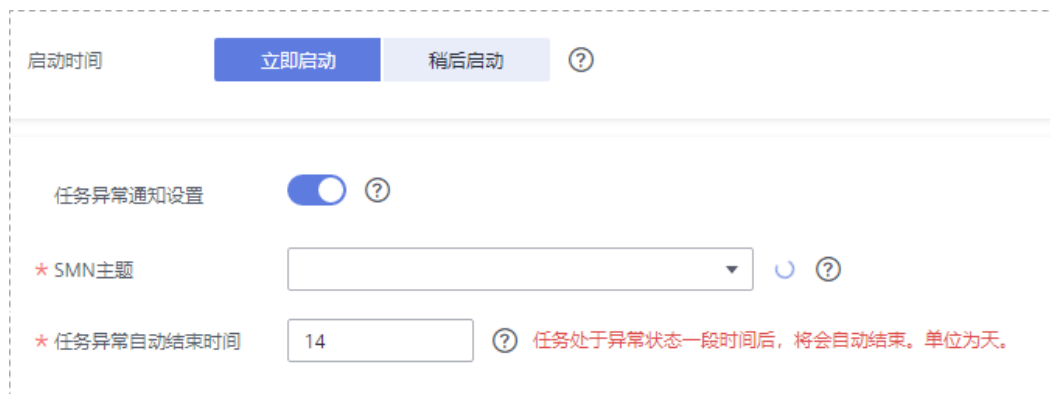 启动时间 立即启动 稍后启动 ?
任务异常通知设置 ?
* SMN主题 ?
* 任务异常自动结束时间 14 ? 任务处于异常状态一段时间后，将会自动结束。单位为天。